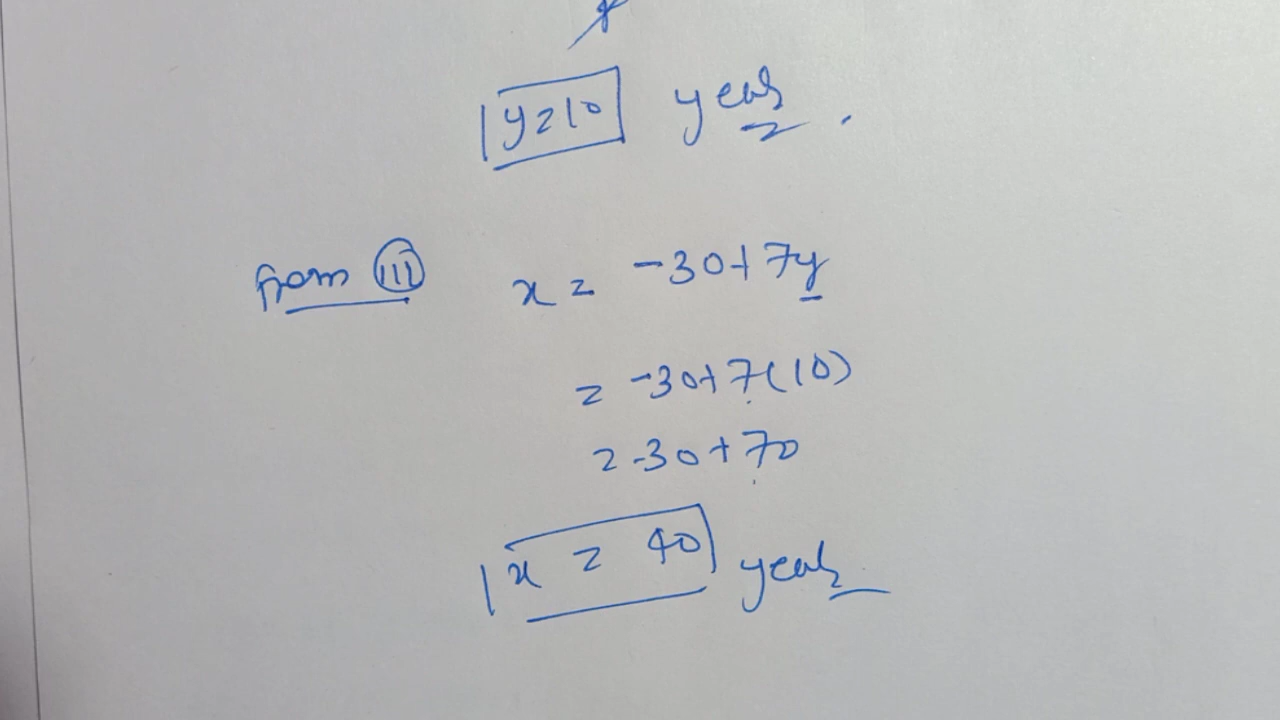 y = 10 years.
from (iii) x = -30 + 7y
= -30 + 7(10)
= -30 + 70
x = 40 years